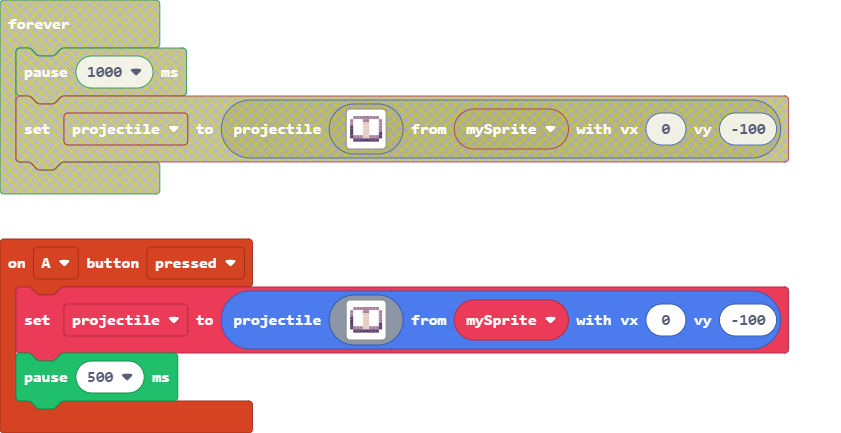 forever
pause 1000 ms
set projectile to projectile from mySprite with vx 0 vy -100
on A button pressed
set projectile to projectile from mySprite with vx 0 vy -100
pause 500 ms